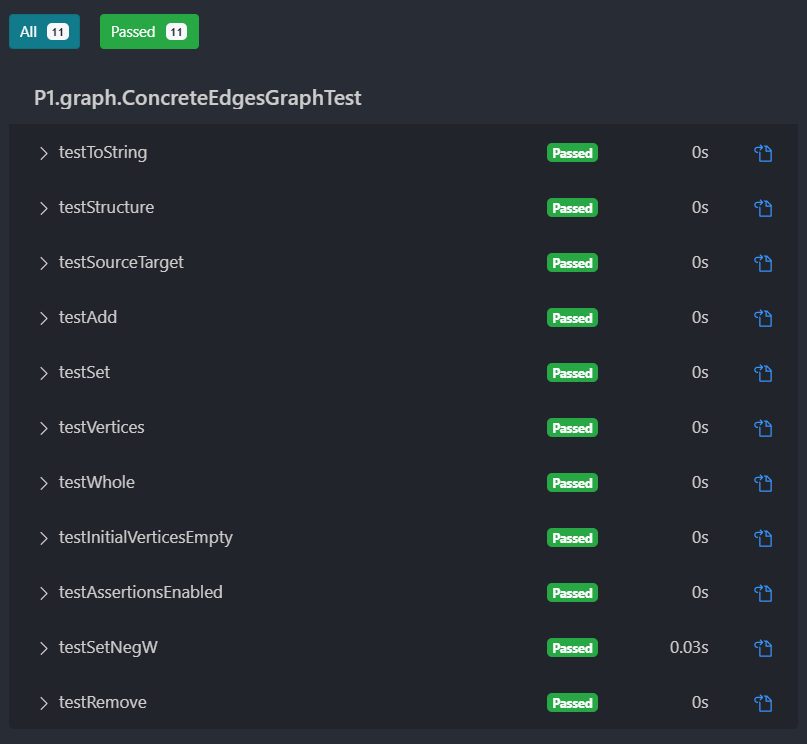 All 11 Passed 11
P1.graph.ConcreteEdgesGraphTest
testToString Passed 0s
testStructure Passed 0s
testSourceTarget Passed 0s
testAdd Passed 0s
testSet Passed 0s
testVertices Passed 0s
testWhole Passed 0s
testInitialVerticesEmpty Passed 0s
testAssertionsEnabled Passed 0s
testSetNegW Passed 0.03s
testRemove Passed 0s